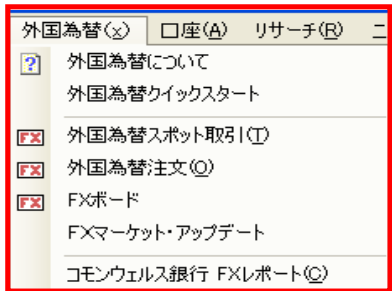 外国為替(x) 口座(A) リサーチ(R) ニ
? 外国為替について
外国為替クイックスタート
FX 外国為替スポット取引(T)
FX 外国為替注文(O)
FX FXボード
FXマーケット・アップデート
コモンウェルス銀行 FXレポート(C)